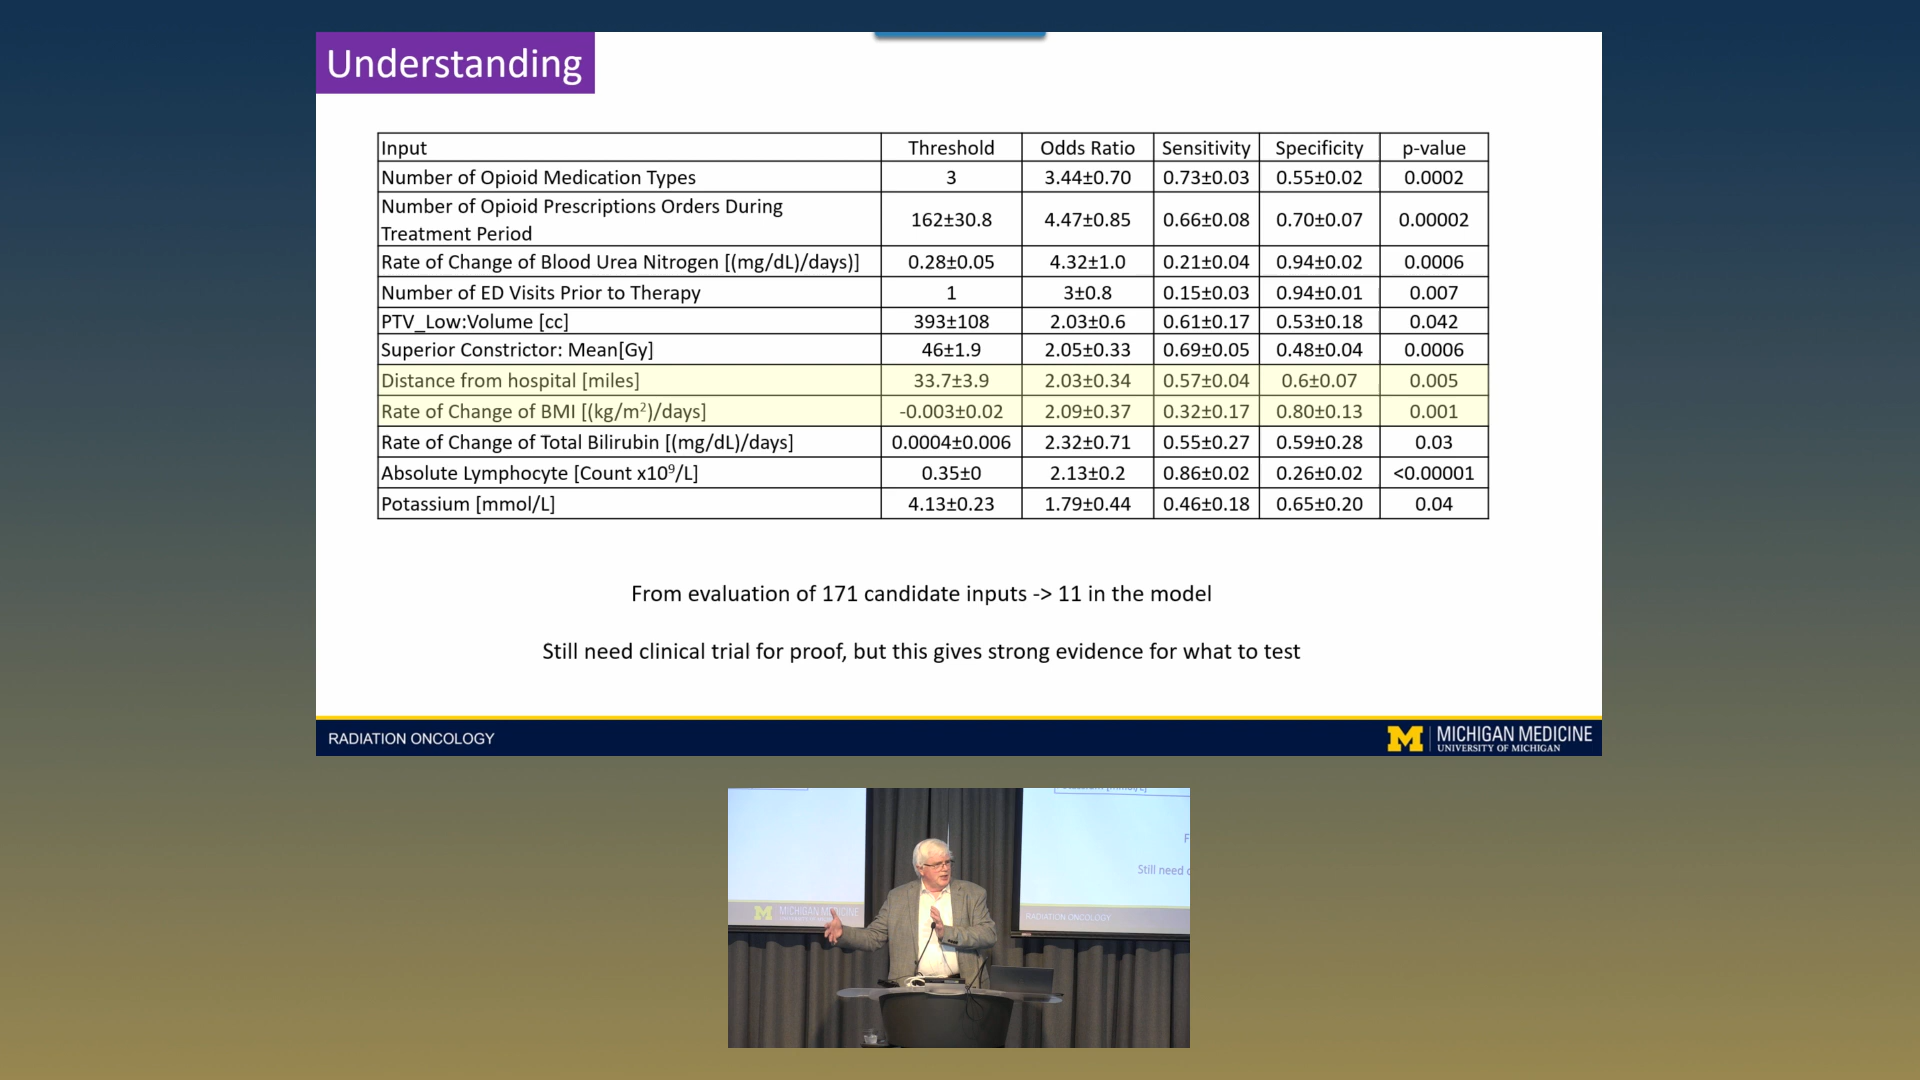 Understanding
Input Threshold Odds Ratio Sensitivity Specificity p-value
Number of Opioid Medication Types 3 3.44±0.70 0.73±0.03 0.55±0.02 0.0002
Number of Opioid Prescriptions Orders During
Treatment Period 162±30.8 4.47±0.85 0.66±0.08 0.70±0.07 0.00002
Rate of Change of Blood Urea Nitrogen [(mg/dL)/days)] 0.28±0.05 4.32±1.0 0.21±0.04 0.94±0.02 0.0006
Number of ED Visits Prior to Therapy 1 3±0.8 0.15±0.03 0.94±0.01 0.007
PTV_Low:Volume [cc] 393±108 2.03±0.6 0.61±0.17 0.53±0.18 0.042
Superior Constrictor: Mean[Gy] 46±1.9 2.05±0.33 0.69±0.05 0.48±0.04 0.0006
Distance from hospital [miles] 33.7±3.9 2.03±0.34 0.57±0.04 0.6±0.07 0.005
Rate of Change of BMI [(kg/m²)/days] -0.003±0.02 2.09±0.37 0.32±0.17 0.80±0.13 0.001
Rate of Change of Total Bilirubin [(mg/dL)/days] 0.0004±0.006 2.32±0.71 0.55±0.27 0.59±0.28 0.03
Absolute Lymphocyte [Count x10⁹/L] 0.35±0 2.13±0.2 0.86±0.02 0.26±0.02 <0.00001
Potassium [mmol/L] 4.13±0.23 1.79±0.44 0.46±0.18 0.65±0.20 0.04
From evaluation of 171 candidate inputs -> 11 in the model
Still need clinical trial for proof, but this gives strong evidence for what to test
RADIATION ONCOLOGY
M MICHIGAN MEDICINE
UNIVERSITY OF MICHIGAN
F
Still need
M MICHIGAN MEDICINE
RADIATION ONCOLOGY